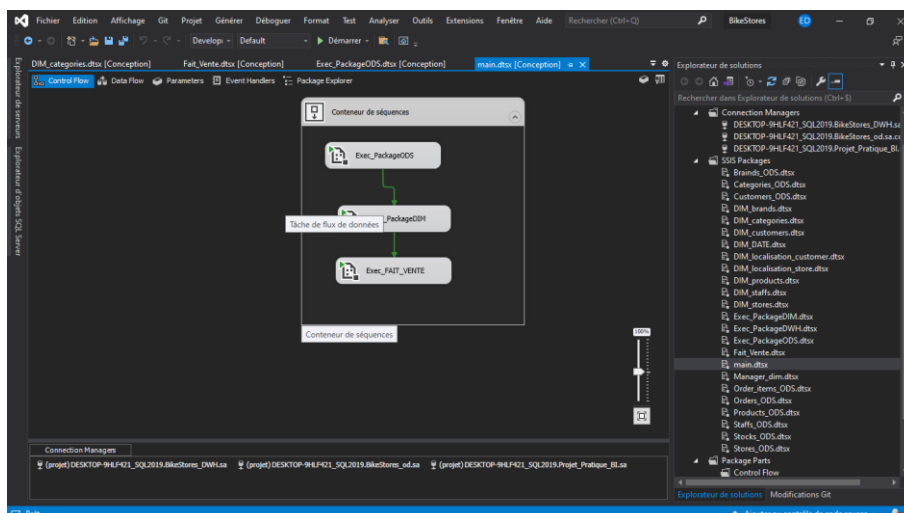 Fichier Edition Affichage Git Projet Générer Déboguer Format Test Analyser Outils Extensions Fenêtre Aide Rechercher (Ctrl+Q) BikeStores ED
Develop Default Démarrer
DIM_categories.dtsx [Conception] Fait_Vente.dtsx [Conception] Exec_PackageODS.dtsx [Conception] main.dtsx [Conception]
Control Flow Data Flow Parameters Event Handlers Package Explorer
Explorateur de serveurs
Explorateur d'objets SQL Server
Conteneur de séquences
Exec_PackageODS
_PackageDIM
Tâche de flux de données
Exec_FAIT_VENTE
Conteneur de séquences
100%
Connection Managers
(projet) DESKTOP-9HLF421_SQL2019.BikeStores_DWH.sa (projet) DESKTOP-9HLF421_SQL2019.BikeStores_od.sa (projet) DESKTOP-9HLF421_SQL2019.Projet_Pratique_BI.sa
Explorateur de solutions
Rechercher dans Explorateur de solutions (Ctrl+$)
Connection Managers
DESKTOP-9HLF421_SQL2019.BikeStores_DWH.sa
DESKTOP-9HLF421_SQL2019.BikeStores_od.sa.co
DESKTOP-9HLF421_SQL2019.Projet_Pratique_BI.
SSIS Packages
Brainds_ODS.dtsx
Categories_ODS.dtsx
Customers_ODS.dtsx
DIM_brands.dtsx
DIM_categories.dtsx
DIM_customers.dtsx
DIM_DATE.dtsx
DIM_localisation_customer.dtsx
DIM_localisation_store.dtsx
DIM_products.dtsx
DIM_staffs.dtsx
DIM_stores.dtsx
Exec_PackageDIM.dtsx
Exec_PackageDWH.dtsx
Exec_PackageODS.dtsx
Fait_Vente.dtsx
main.dtsx
Manager_dim.dtsx
Order_items_ODS.dtsx
Orders_ODS.dtsx
Products_ODS.dtsx
Staffs_ODS.dtsx
Stocks_ODS.dtsx
Stores_ODS.dtsx
Package Parts
Control Flow
Explorateur de solutions Modifications Git